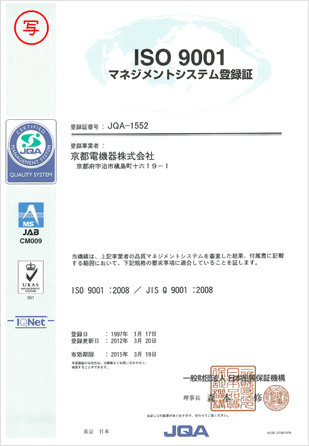 写
ISO 9001
マネジメントシステム登録証
CERTIFIED
MANAGEMENT SYSTEM
JQA
QUALITY SYSTEM
登録証番号 : JQA-1552
登録事業者 :
京都電機器株式会社
京都府宇治市槇島町十六１９－１
MS
JAB
CM009
当機構は、上記事業者の品質マネジメントシステムを審査した結果、付属書に記載
する範囲において、下記規格の要求事項に適合していることを証します。
UKAS
MANAGEMENT
SYSTEMS
001
ISO 9001 :2008 ／ JIS Q 9001 :2008
IQNet
登録日 : 1997年 1月 17日
登録更新日 : 2012年 3月 20日
有効期限 : 2015年 3月 19日
一般財団法人 日本品質保証機構
理事長 森本 修
東京 日本
JQA